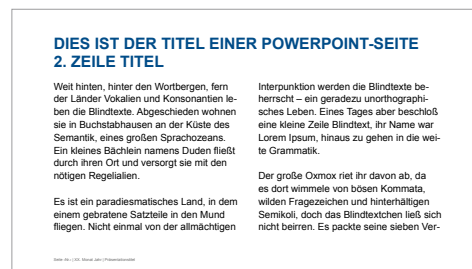 DIES IST DER TITEL EINER POWERPOINT-SEITE
2. ZEILE TITEL
Weit hinten, hinter den Wortbergen, fern
der Länder Vokalien und Konsonantien le-
ben die Blindtexte. Abgeschieden wohnen
sie in Buchstabhausen an der Küste des
Semantik, eines großen Sprachozeans.
Ein kleines Bächlein namens Duden fließt
durch ihren Ort und versorgt sie mit den
nötigen Regelialien.
Es ist ein paradiesmatisches Land, in dem
einem gebratene Satzteile in den Mund
fliegen. Nicht einmal von der allmächtigen
Interpunktion werden die Blindtexte be-
herrscht – ein geradezu unorthographi-
sches Leben. Eines Tages aber beschloß
eine kleine Zeile Blindtext, ihr Name war
Lorem Ipsum, hinaus zu gehen in die wei-
te Grammatik.
Der große Oxmox riet ihr davon ab, da
es dort wimmele von bösen Kommata,
wilden Fragezeichen und hinterhältigen
Semikoli, doch das Blindtextchen ließ sich
nicht beirren. Es packte seine sieben Ver-
| XX. Monat Jahr | Präsentationstitel